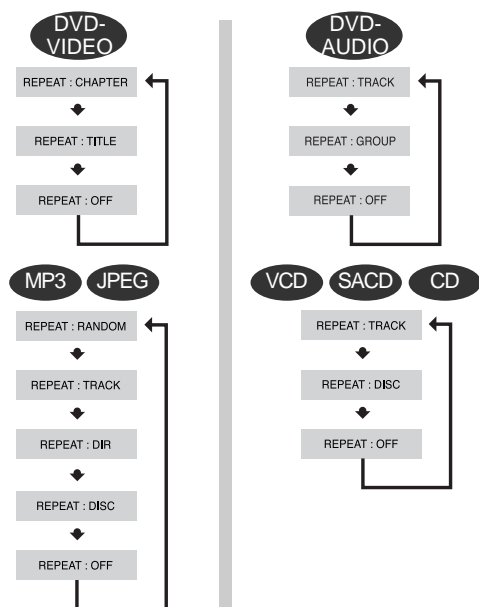 DVD-
VIDEO
REPEAT : CHAPTER
REPEAT : TITLE
REPEAT : OFF
DVD-
AUDIO
REPEAT : TRACK
REPEAT : GROUP
REPEAT : OFF
MP3 JPEG
REPEAT : RANDOM
REPEAT : TRACK
REPEAT : DIR
REPEAT : DISC
REPEAT : OFF
VCD SACD CD
REPEAT : TRACK
REPEAT : DISC
REPEAT : OFF